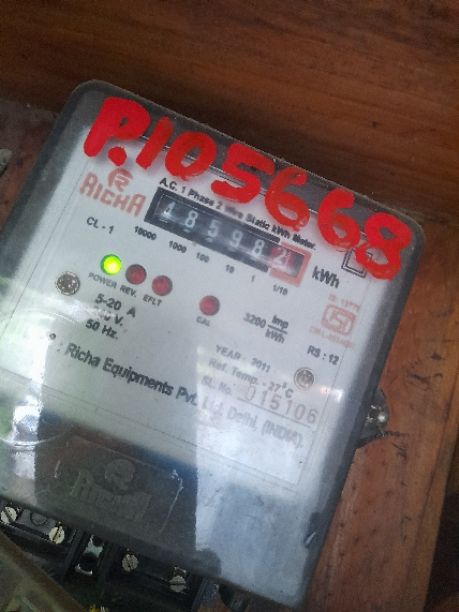 P.105668
RICHA
A.C. 1 Phase 2 Wire Static kWh Meter.
48598
kWh
CL - 1
10000 1000 100 10 1 1/10
POWER REV. EFLT
CAL
3200 Imp/kWh
5-20 A
V.
50 Hz.
RS : 12
YEAR - 2011
Ref. Temp. - 27°C
SL. No. 015106
Richa Equipments Pvt. Ltd. Delhi. (INDIA).